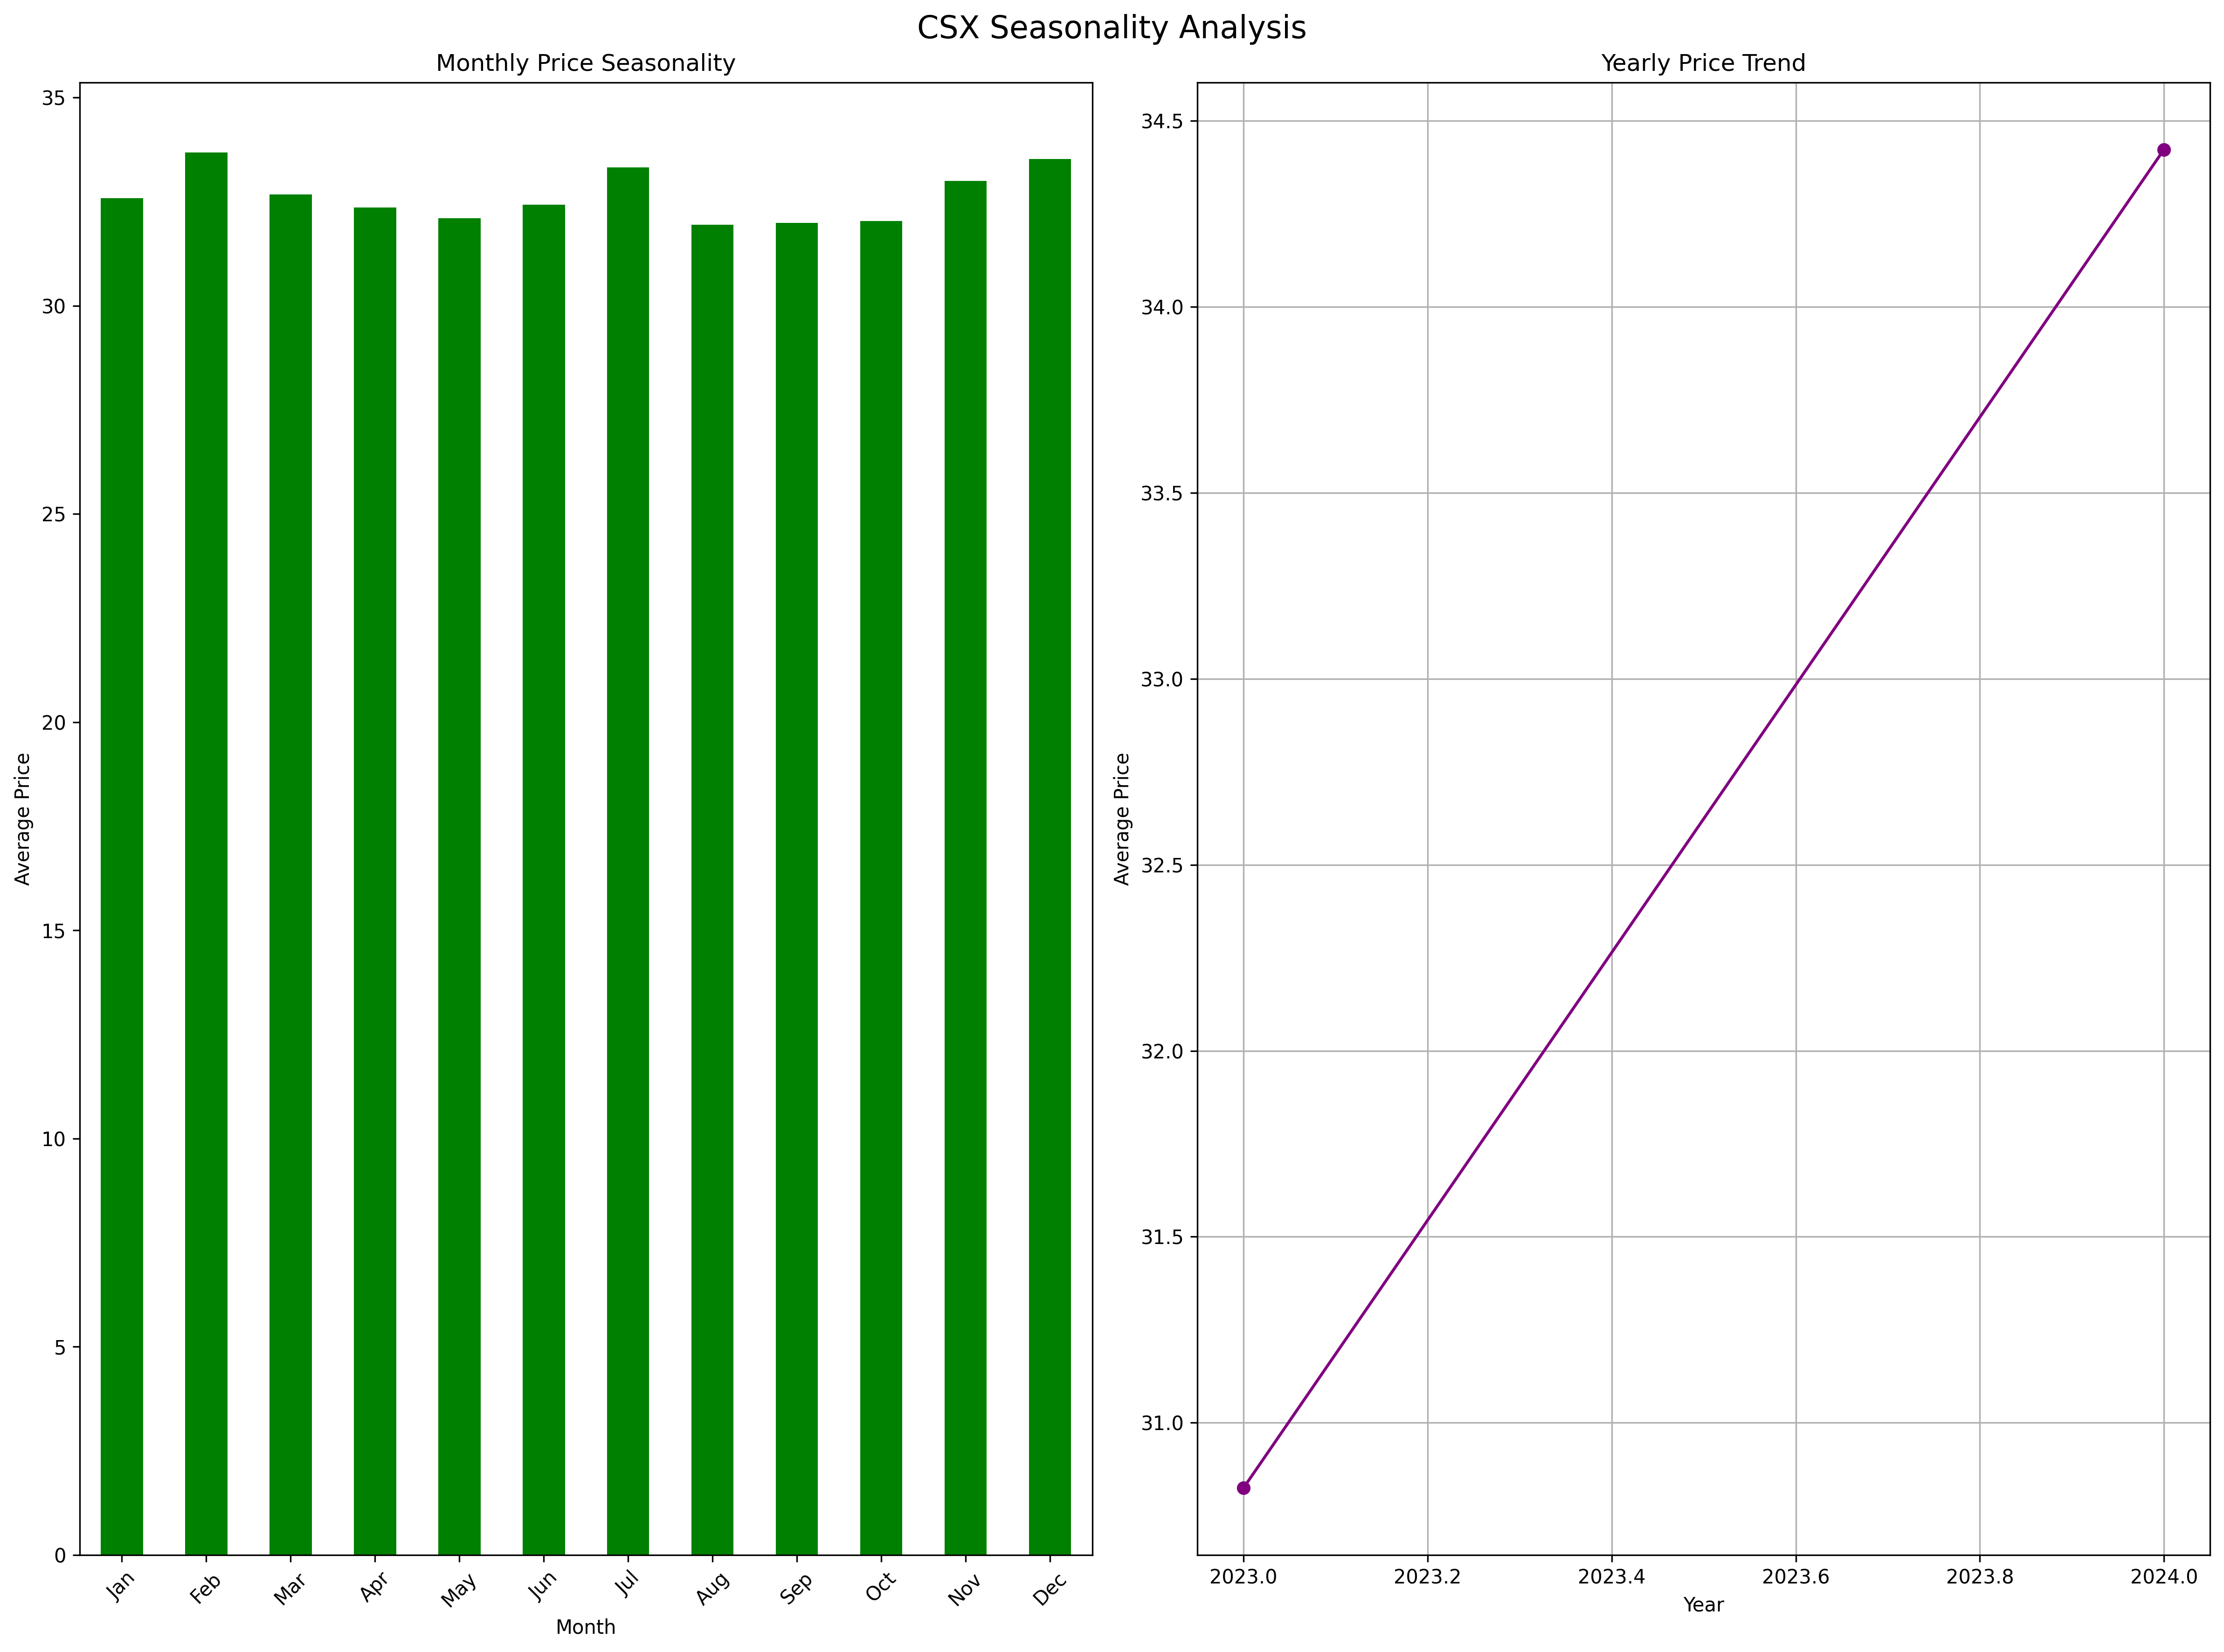 CSX Seasonality Analysis
Monthly Price Seasonality
35
30
25
20
15
10
5
0
Average Price
Jan Feb Mar Apr May Jun Jul Aug Sep Oct Nov Dec
Month
Yearly Price Trend
34.5
34.0
33.5
33.0
32.5
32.0
31.5
31.0
Average Price
2023.0 2023.2 2023.4 2023.6 2023.8 2024.0
Year